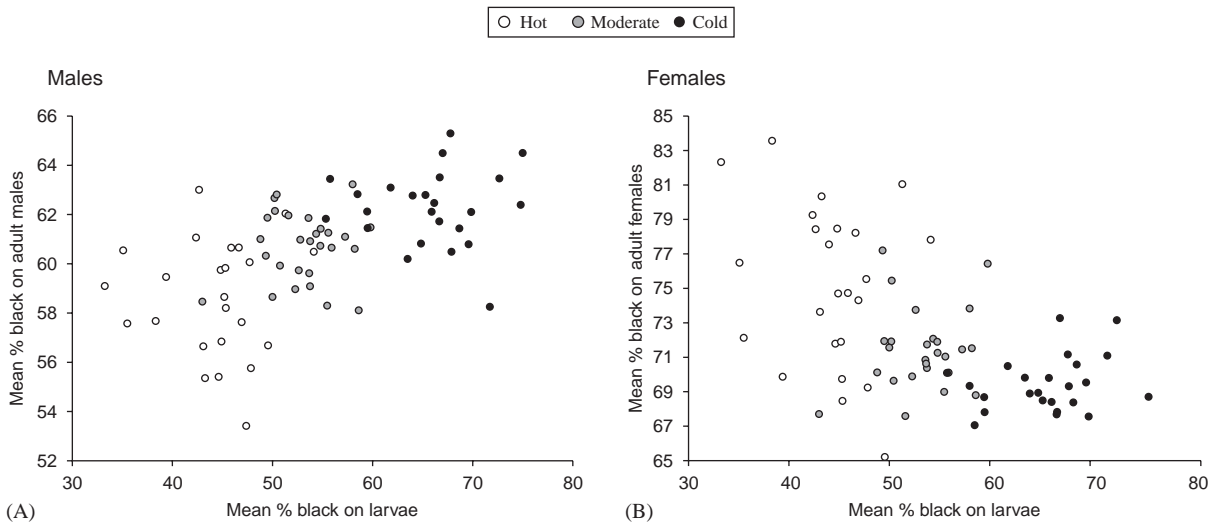 Hot Moderate Cold
Males
66
64
62
60
58
56
54
52
30 40 50 60 70 80
Mean % black on adult males
Mean % black on larvae
(A)
Females
85
83
81
79
77
75
73
71
69
67
65
30 40 50 60 70 80
Mean % black on adult females
Mean % black on larvae
(B)